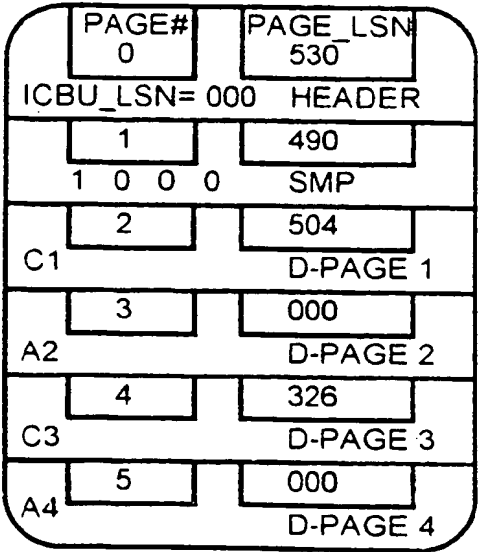 PAGE# PAGE_LSN
0 530
ICBU_LSN= 000 HEADER
1 490
1 0 0 0 SMP
2 504
C1 D-PAGE 1
3 000
A2 D-PAGE 2
4 326
C3 D-PAGE 3
5 000
A4 D-PAGE 4